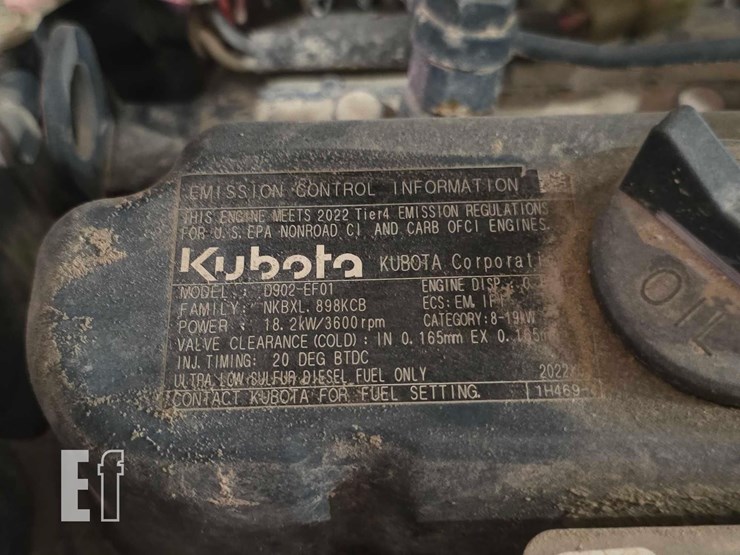 EMISSION CONTROL INFORMATION
THIS ENGINE MEETS 2022 Tier4 EMISSION REGULATIONS
FOR U.S. EPA NONROAD CI AND CARB OFCI ENGINES.
Kubota KUBOTA Corporati
MODEL : D902-EF01 ENGINE DISP.: 0.
FAMILY: NKBXL.898KCB ECS: EM, IF
POWER : 18.2kW/3600rpm CATEGORY:8-19kW
VALVE CLEARANCE(COLD): IN 0.165mm EX 0.165
INJ. TIMING: 20 DEG BTDC
ULTRA LOW SULFUR DIESEL FUEL ONLY 2022
CONTACT KUBOTA FOR FUEL SETTING. 1H469-
OIL
Ef